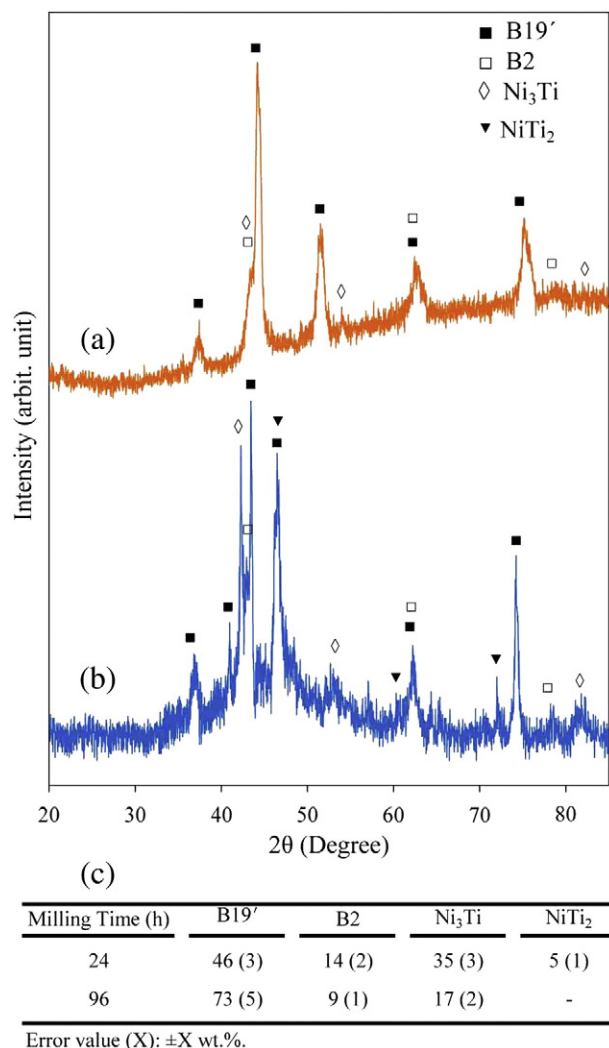 ■ B19´
□ B2
◊ Ni₃Ti
▼ NiTi₂
(a)
(b)
Intensity (arbit. unit)
20 30 40 50 60 70 80
2θ (Degree)
(c)
Milling Time (h) B19′ B2 Ni₃Ti NiTi₂
24 46 (3) 14 (2) 35 (3) 5 (1)
96 73 (5) 9 (1) 17 (2) -
Error value (X): ±X wt.%.